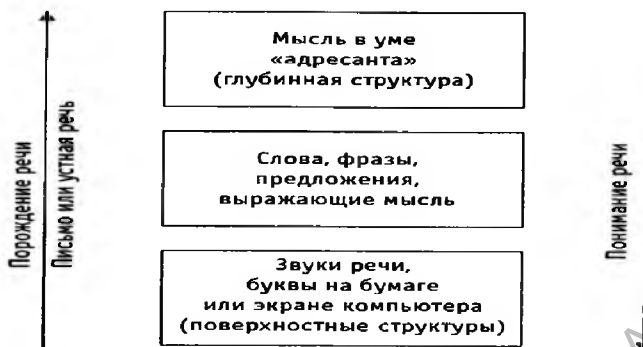 Мысль в уме
«адресанта»
(глубинная структура)
Слова, фразы,
предложения,
выражающие мысль
Звуки речи,
буквы на бумаге
или экране компьютера
(поверхностные структуры)
Порождение речи
Письмо или устная речь
Понимание речи